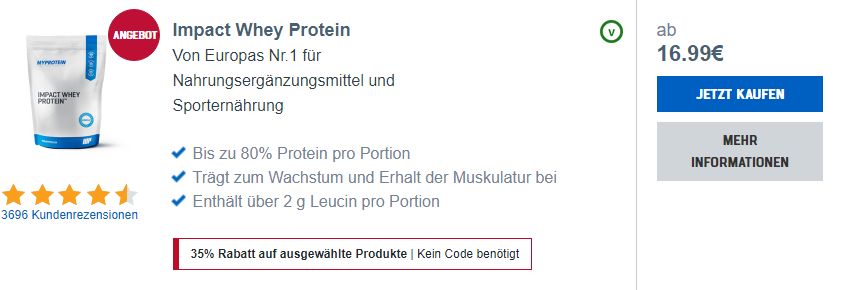 ANGEBOT
MYPROTEIN
IMPACT WHEY
PROTEIN™
Impact Whey Protein
Von Europas Nr.1 für
Nahrungsergänzungsmittel und
Sporternährung
Bis zu 80% Protein pro Portion
Trägt zum Wachstum und Erhalt der Muskulatur bei
Enthält über 2 g Leucin pro Portion
3696 Kundenrezensionen
35% Rabatt auf ausgewählte Produkte | Kein Code benötigt
V
ab
16.99€
JETZT KAUFEN
MEHR
INFORMATIONEN